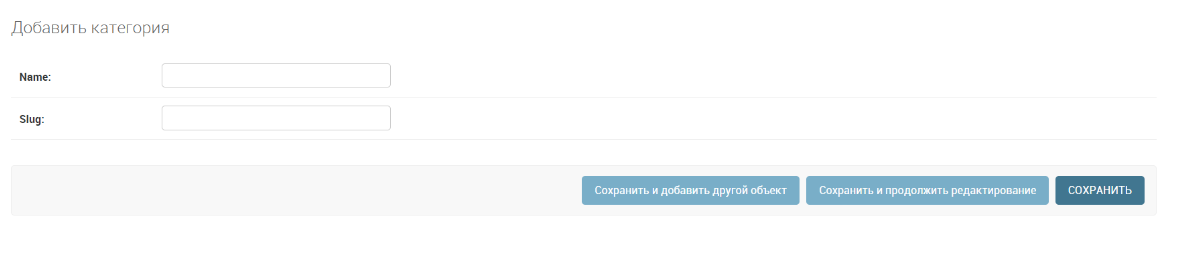 Добавить категория
Name:
Slug:
Сохранить и добавить другой объект Сохранить и продолжить редактирование СОХРАНИТЬ